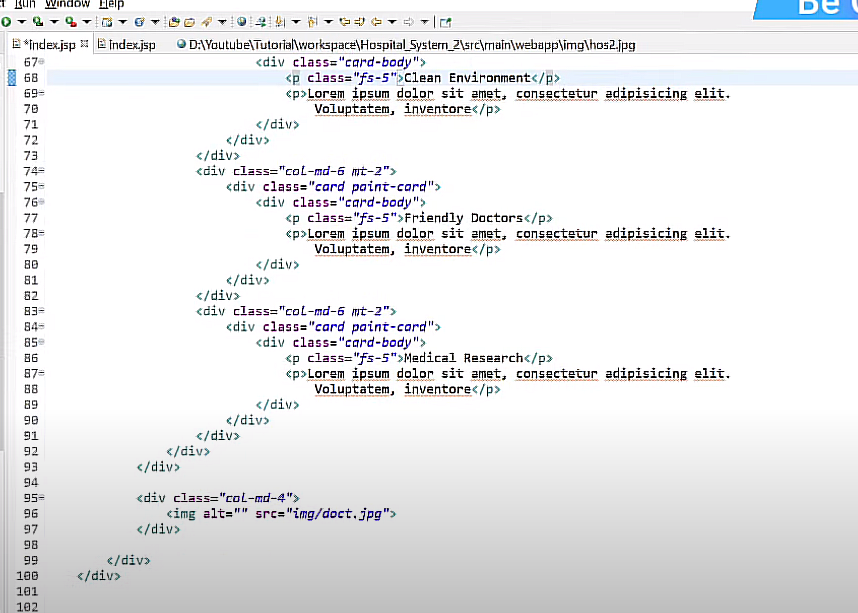 Run Window Help
Be
*index.jsp index.jsp D:\Youtube\Tutorial\workspace\Hospital_System_2\src\main\webapp\img\hos2.jpg
67 <div class="card-body">
68 <p class="fs-5">Clean Environment</p>
69 <p>Lorem ipsum dolor sit amet, consectetur adipisicing elit.
70 Voluptatem, inventore</p>
71 </div>
72 </div>
73 </div>
74 <div class="col-md-6 mt-2">
75 <div class="card paint-card">
76 <div class="card-body">
77 <p class="fs-5">Friendly Doctors</p>
78 <p>Lorem ipsum dolor sit amet, consectetur adipisicing elit.
79 Voluptatem, inventore</p>
80 </div>
81 </div>
82 </div>
83 <div class="col-md-6 mt-2">
84 <div class="card paint-card">
85 <div class="card-body">
86 <p class="fs-5">Medical Research</p>
87 <p>Lorem ipsum dolor sit amet, consectetur adipisicing elit.
88 Voluptatem, inventore</p>
89 </div>
90 </div>
91 </div>
92 </div>
93 </div>
94
95 <div class="col-md-4">
96 <img alt="" src="img/doct.jpg">
97 </div>
98
99 </div>
100 </div>
101
102